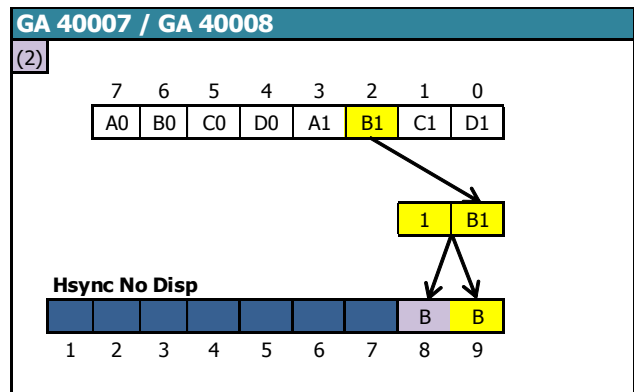 GA 40007 / GA 40008
(2)
7 6 5 4 3 2 1 0
A0 B0 C0 D0 A1 B1 C1 D1
1 B1
Hsync No Disp
B B
1 2 3 4 5 6 7 8 9